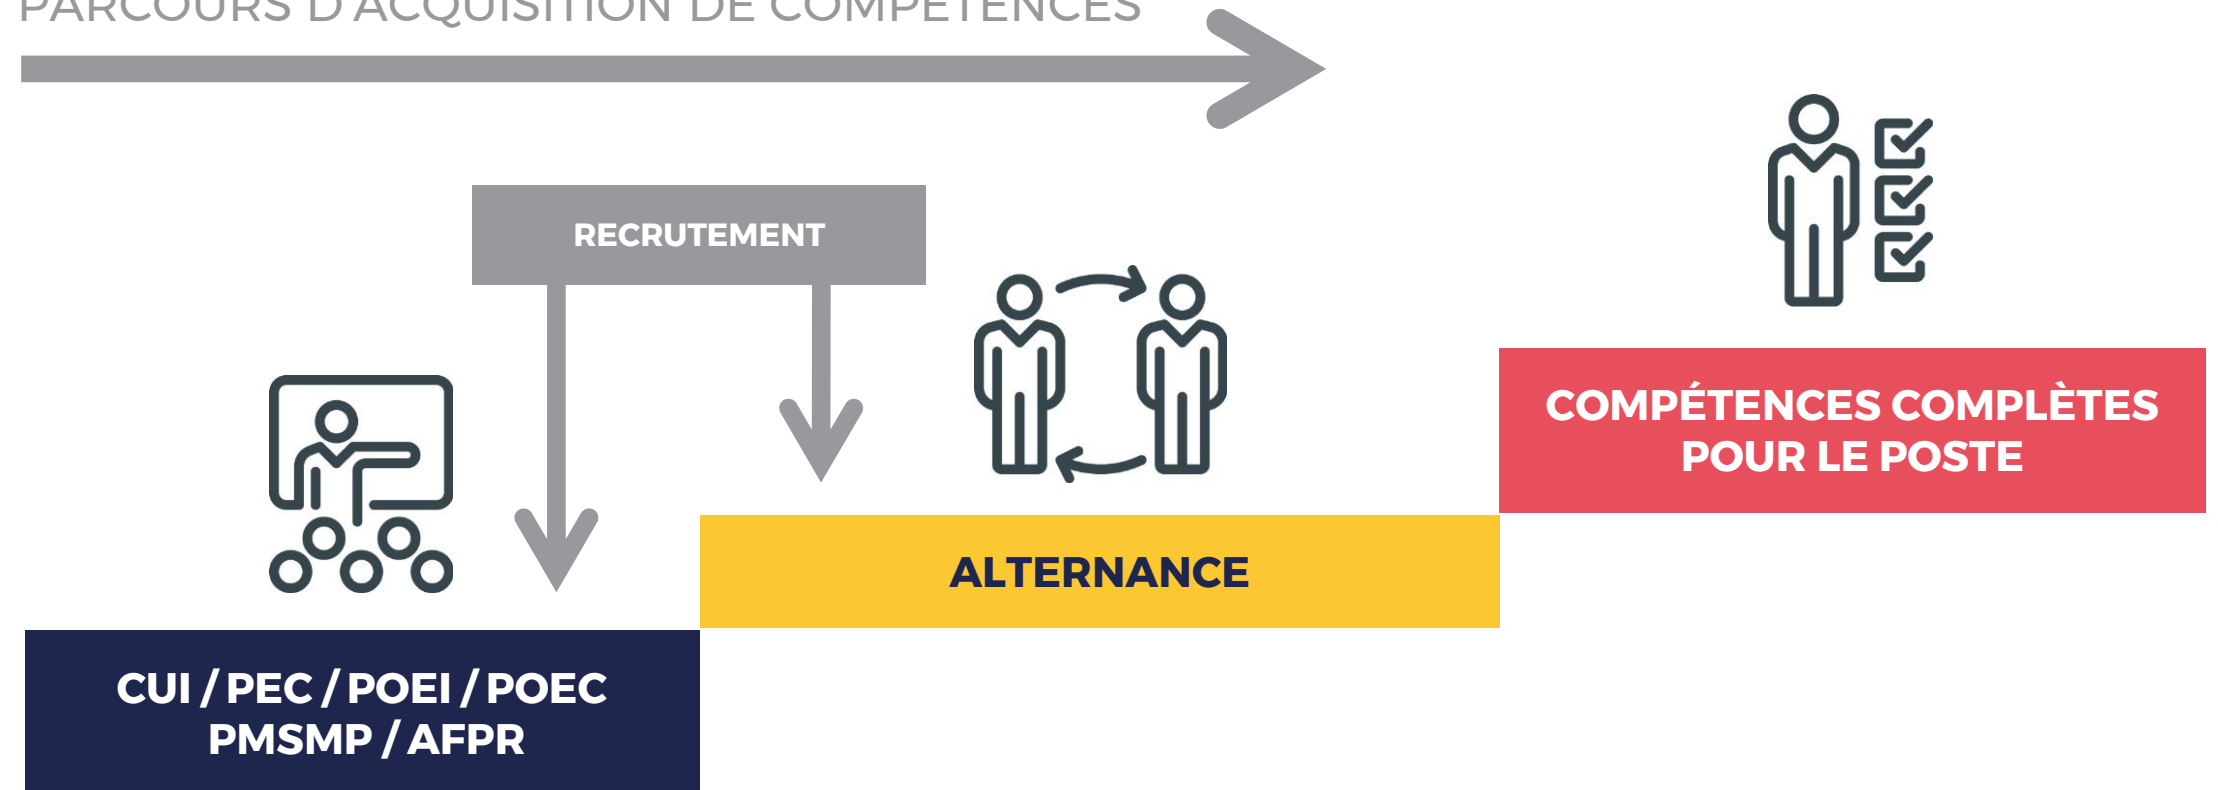 PARCOURS D'ACQUISITION DE COMPÉTENCES
RECRUTEMENT
COMPÉTENCES COMPLÈTES
POUR LE POSTE
ALTERNANCE
CUI / PEC / POEI / POEC
PMSMP / AFPR